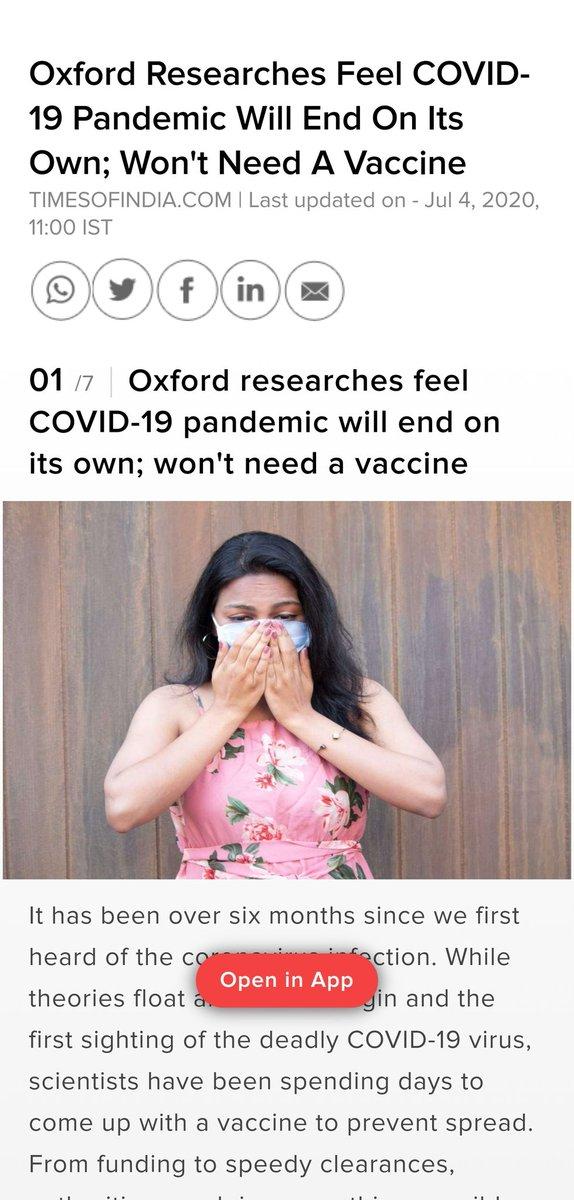 Oxford Researches Feel COVID-
19 Pandemic Will End On Its
Own; Won't Need A Vaccine
TIMESOFINDIA.COM | Last updated on - Jul 4, 2020,
11:00 IST
01 /7 | Oxford researches feel
COVID-19 pandemic will end on
its own; won't need a vaccine
It has been over six months since we first
heard of the coronavirus infection. While
theories float
gin and the
Open in App
first sighting of the deadly COVID-19 virus,
scientists have been spending days to
come up with a vaccine to prevent spread.
From funding to speedy clearances,